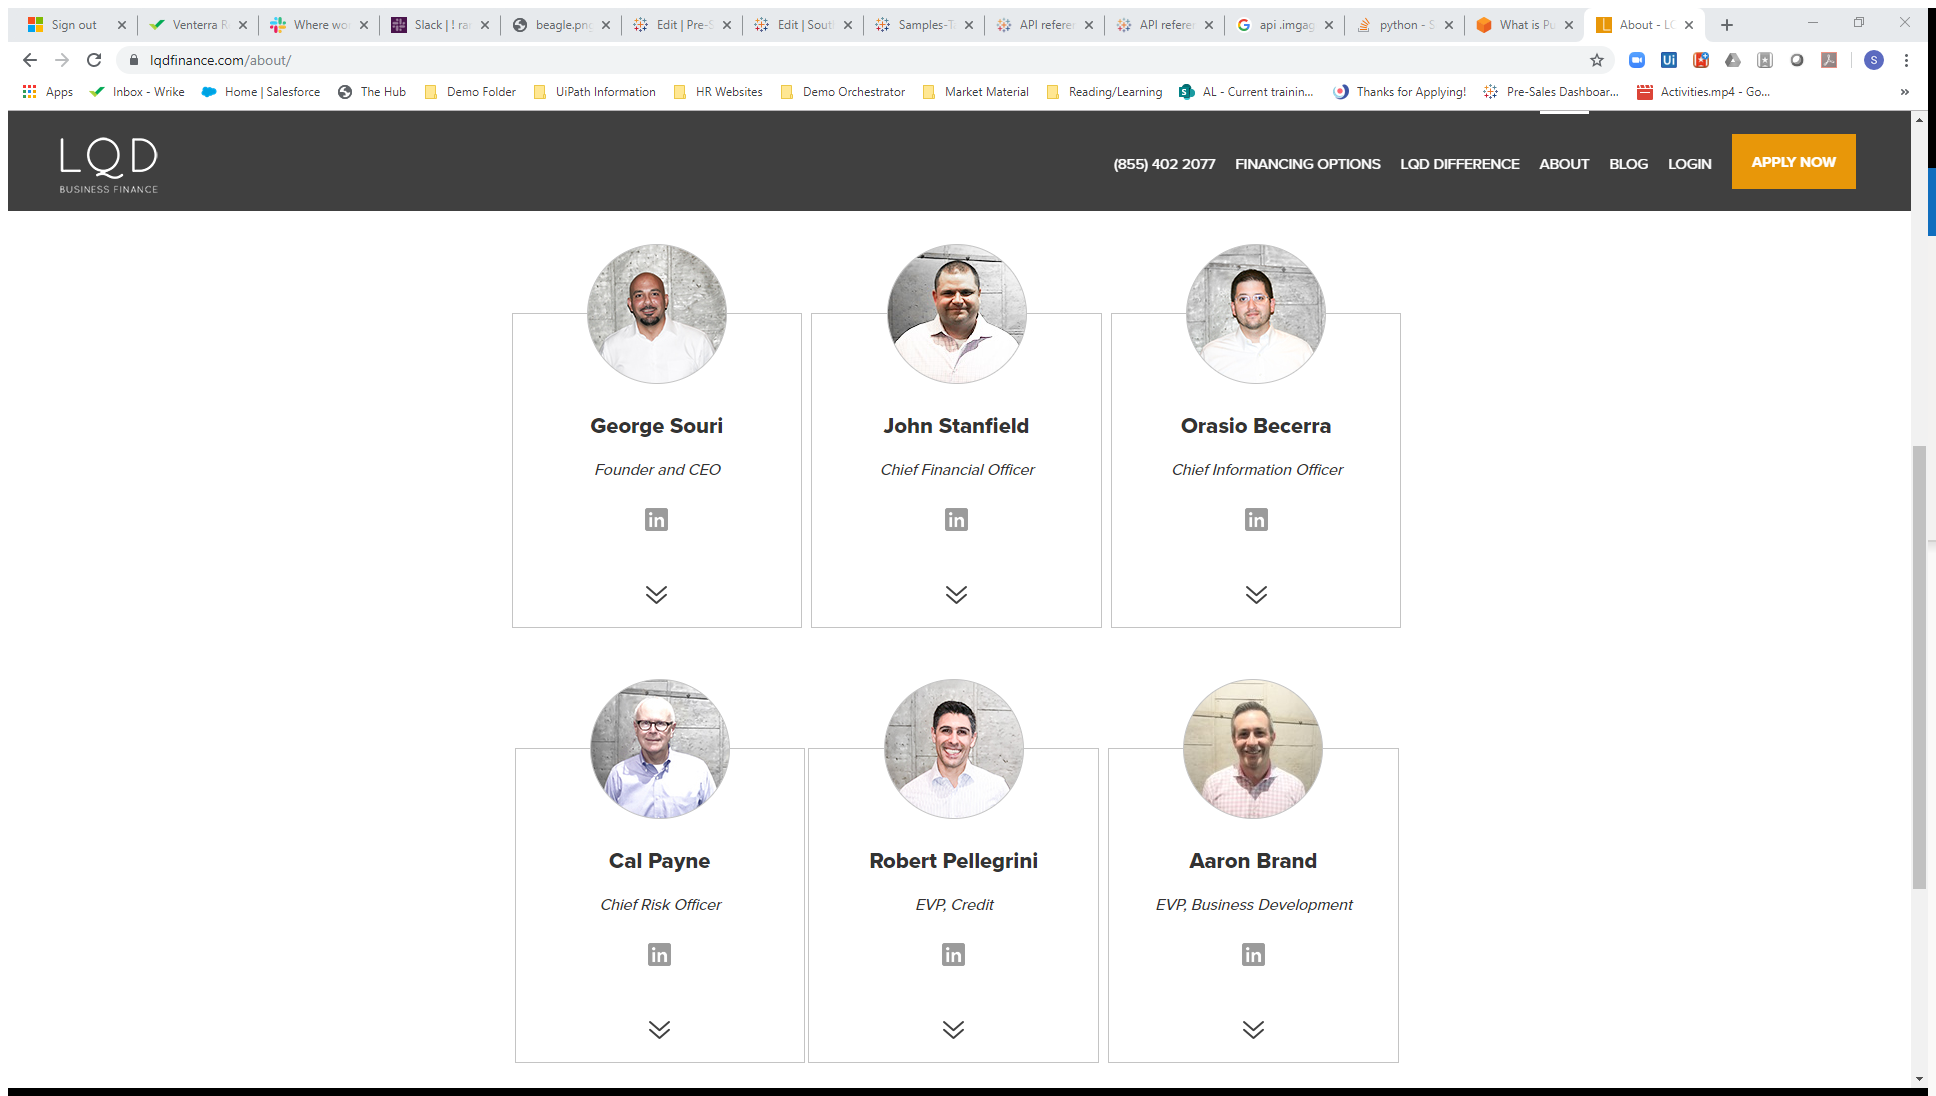 Sign out
Venterra R
Where wo
Slack | ! ra
beagle.pn
Edit | Pre-S
Edit | Sout
Samples-T
API refere
API refere
api .imgag
python - S
What is Pu
About - LQ
lqdfinance.com/about/
S
Apps
Inbox - Wrike
Home | Salesforce
The Hub
Demo Folder
UiPath Information
HR Websites
Demo Orchestrator
Market Material
Reading/Learning
AL - Current trainin...
Thanks for Applying!
Pre-Sales Dashboar...
Activities.mp4 - Go...
LQD
BUSINESS FINANCE
(855) 402 2077
FINANCING OPTIONS
LQD DIFFERENCE
ABOUT
BLOG
LOGIN
APPLY NOW
George Souri
Founder and CEO
in
John Stanfield
Chief Financial Officer
in
Orasio Becerra
Chief Information Officer
in
Cal Payne
Chief Risk Officer
in
Robert Pellegrini
EVP, Credit
in
Aaron Brand
EVP, Business Development
in